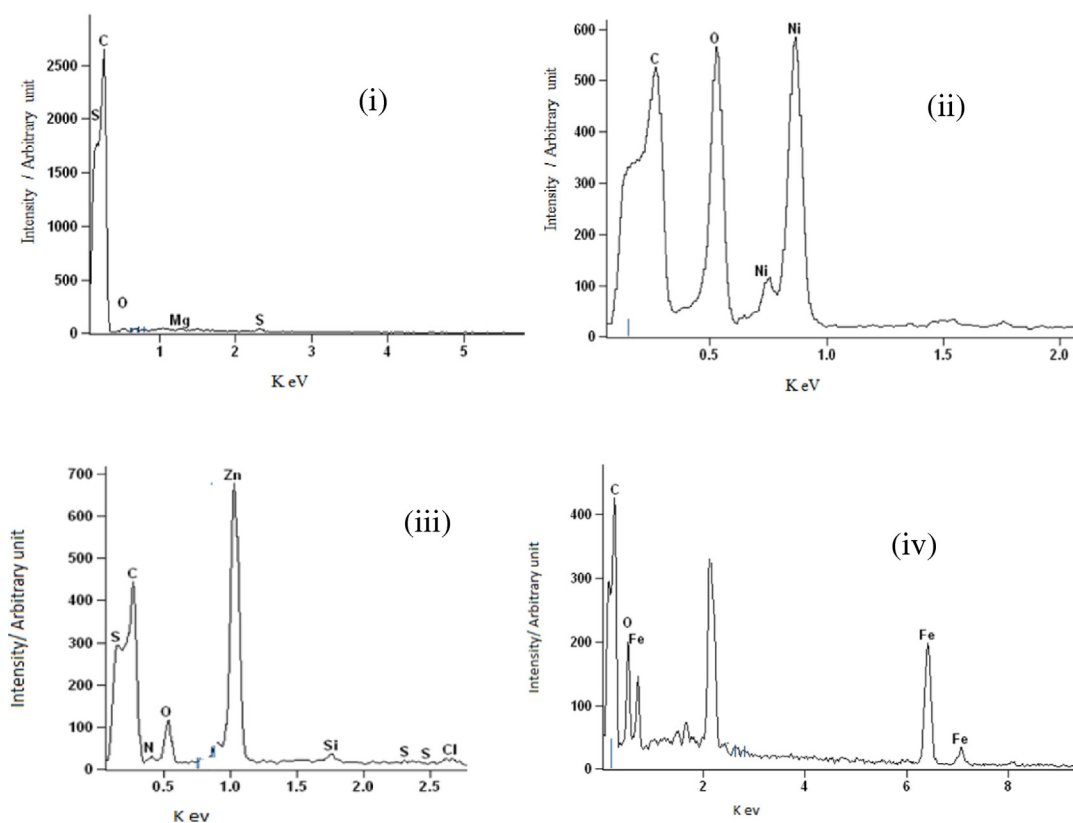 (i)
Intensity / Arbitrary unit
2500
2000
1500
1000
500
0
C
S
O
Mg
S
1 2 3 4 5
K eV
(ii)
Intensity / Arbitrary unit
600
500
400
300
200
100
0
C
O
Ni
Ni
0.5 1.0 1.5 2.0
K eV
(iii)
Intensity/ Arbitrary unit
700
600
500
400
300
200
100
0
Zn
C
S
N
O
Si
S S Cl
0.5 1.0 1.5 2.0 2.5
K ev
(iv)
Intensity/ Arbitrary unit
400
300
200
100
0
C
O
Fe
Fe
Fe
2 4 6 8
K ev